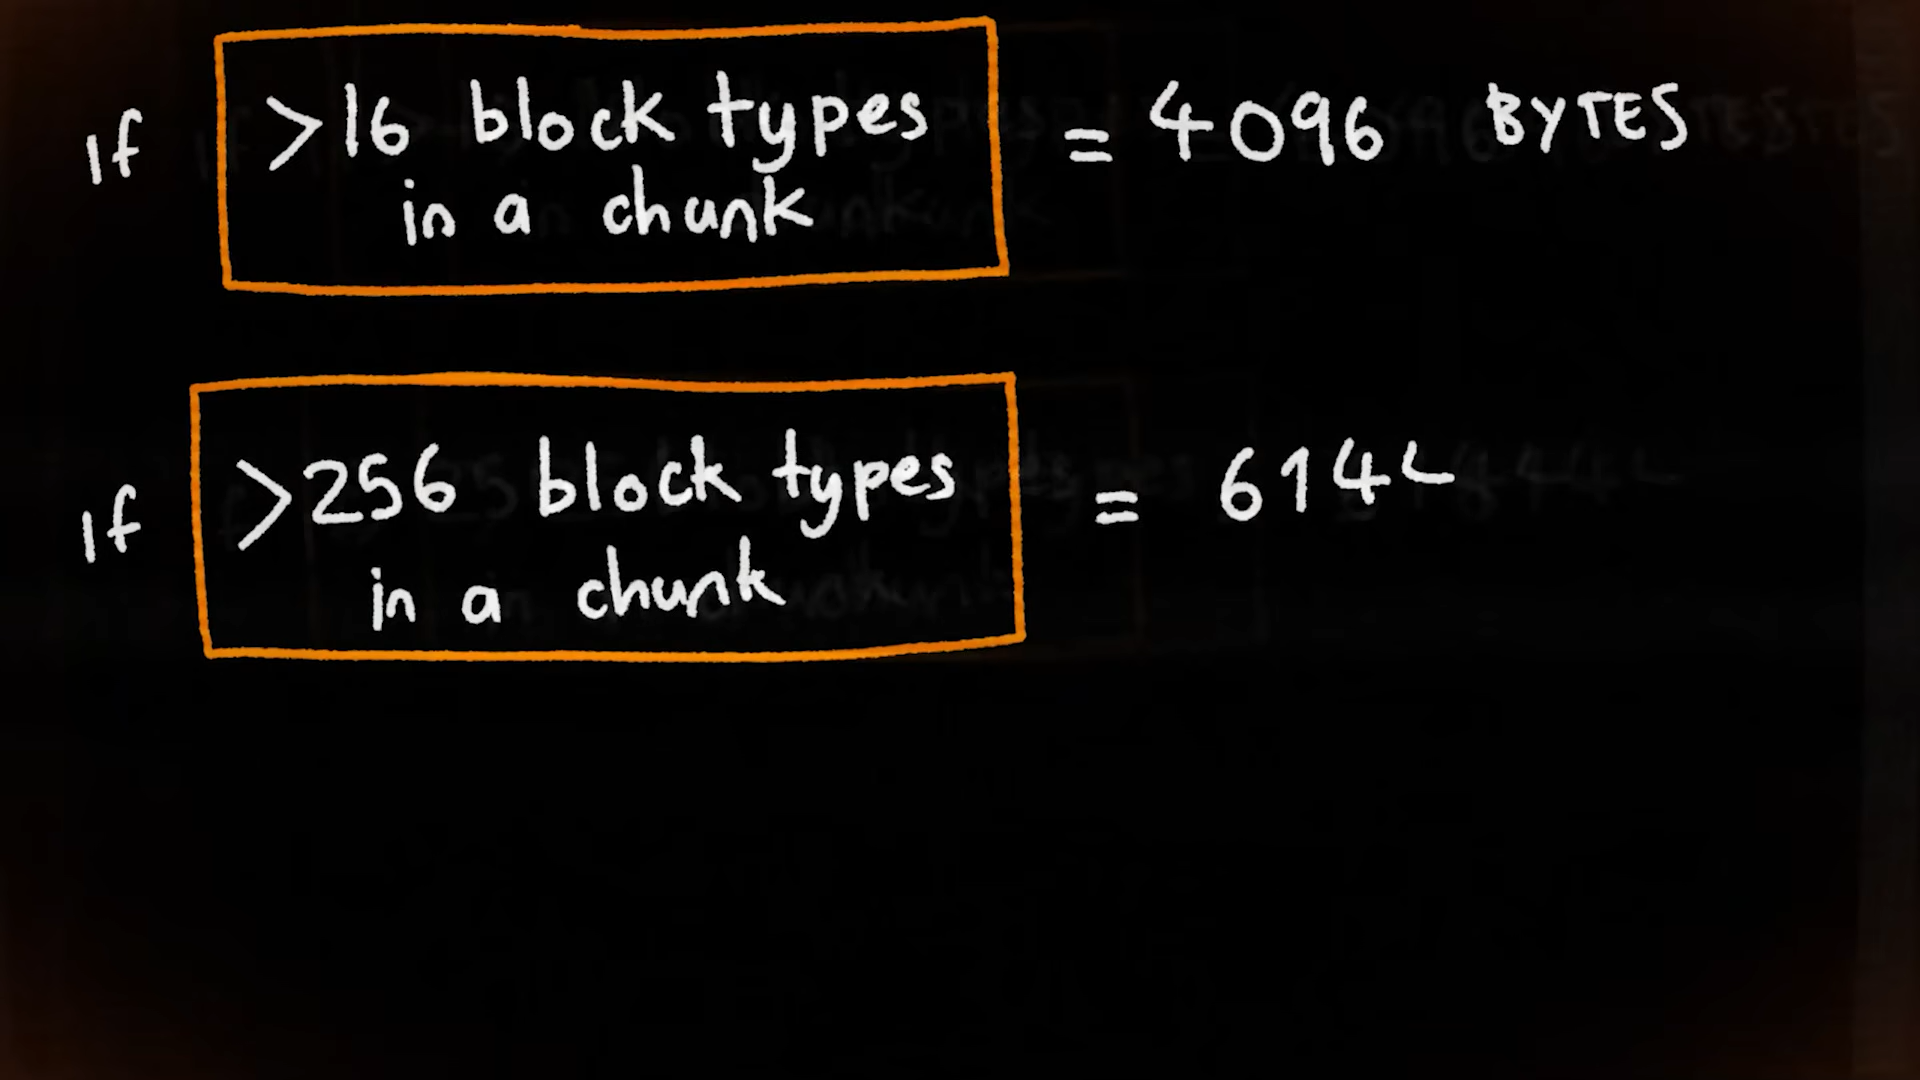 If >16 block types = 4096 BYTES
in a chunk
If >256 block types = 614
in a chunk